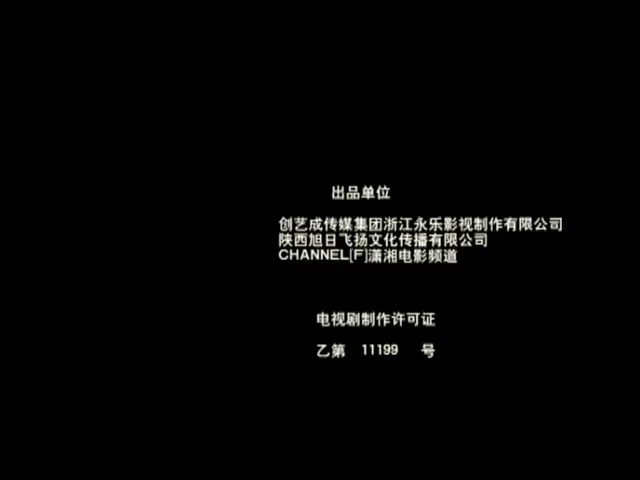 出品单位
创艺成传媒集团浙江永乐影视制作有限公司
陕西旭日飞扬文化传播有限公司
CHANNEL[F]潇湘电影频道
电视剧制作许可证
乙第 11199 号